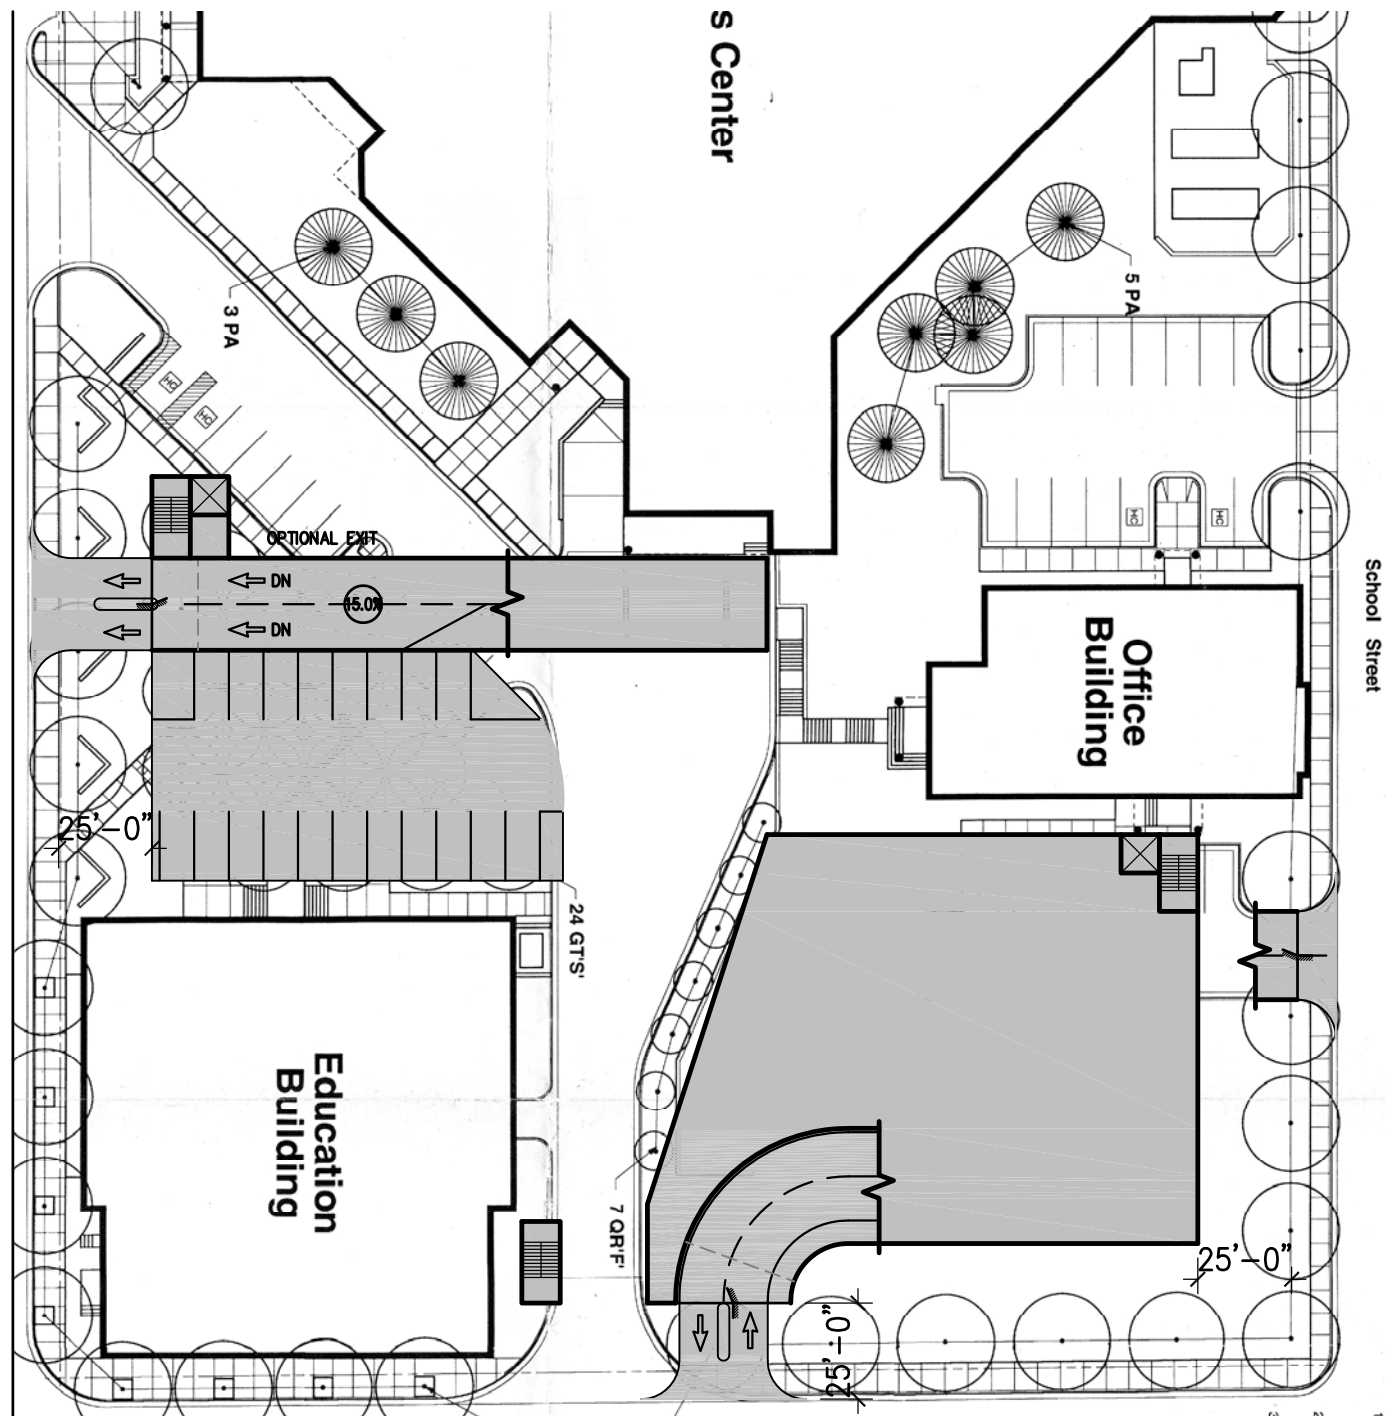 s Center
3 PA
5 PA
HC
HC
HC
HC
OPTIONAL EXIT
DN
15.0%
DN
School Street
Office
Building
25'-0"
24 GT'S'
Education
Building
7 QR'F'
25'-0"
25'-0"